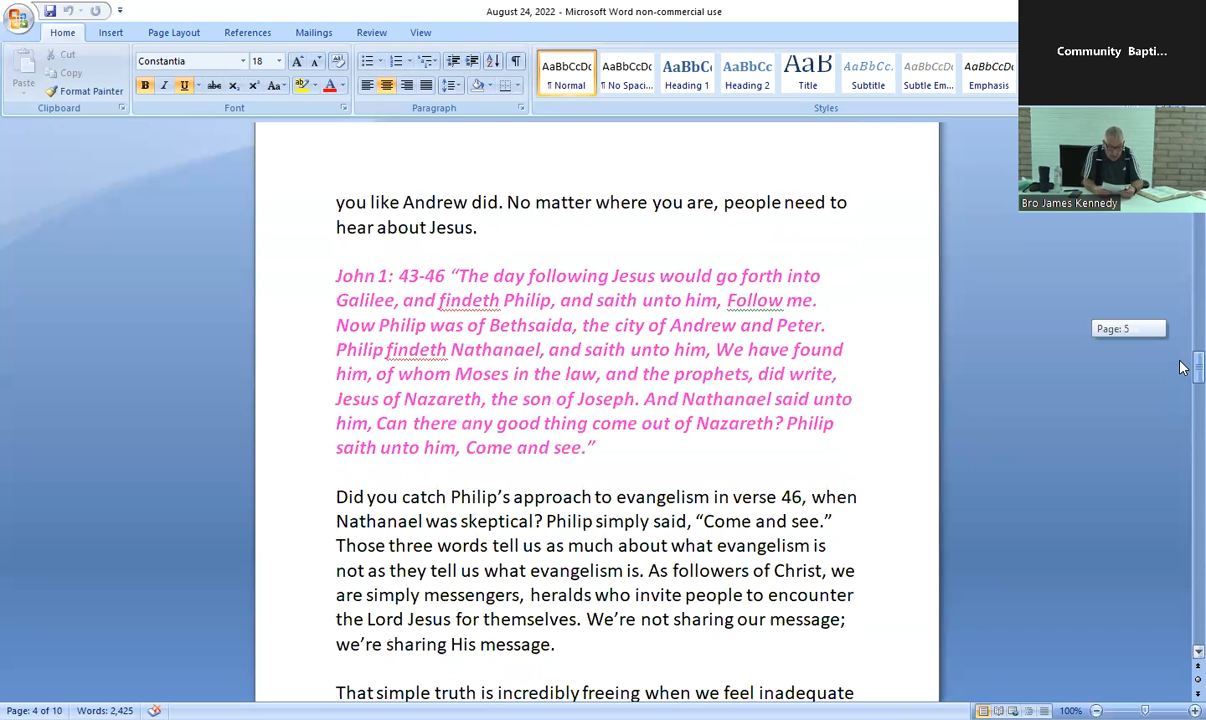 August 24, 2022 - Microsoft Word non-commercial use
Home Insert Page Layout References Mailings Review View
Community Bapti...
Paste
Cut
Copy
Format Painter
Clipboard
Constantia 18
Font
Paragraph
AaBbCcDc AaBbCcDc AaBbC AaBbCc AaB AaBbCc. AaBbCcDc AaBbCcDc
¶ Normal ¶ No Spaci... Heading 1 Heading 2 Title Subtitle Subtle Em... Emphasis
Styles
Bro James Kennedy
you like Andrew did. No matter where you are, people need to
hear about Jesus.
John 1: 43-46 “The day following Jesus would go forth into
Galilee, and findeth Philip, and saith unto him, Follow me.
Now Philip was of Bethsaida, the city of Andrew and Peter.
Philip findeth Nathanael, and saith unto him, We have found
him, of whom Moses in the law, and the prophets, did write,
Jesus of Nazareth, the son of Joseph. And Nathanael said unto
him, Can there any good thing come out of Nazareth? Philip
saith unto him, Come and see.”
Page: 5
Did you catch Philip’s approach to evangelism in verse 46, when
Nathanael was skeptical? Philip simply said, “Come and see.”
Those three words tell us as much about what evangelism is
not as they tell us what evangelism is. As followers of Christ, we
are simply messengers, heralds who invite people to encounter
the Lord Jesus for themselves. We’re not sharing our message;
we’re sharing His message.
That simple truth is incredibly freeing when we feel inadequate
Page: 4 of 10 Words: 2,425 100%